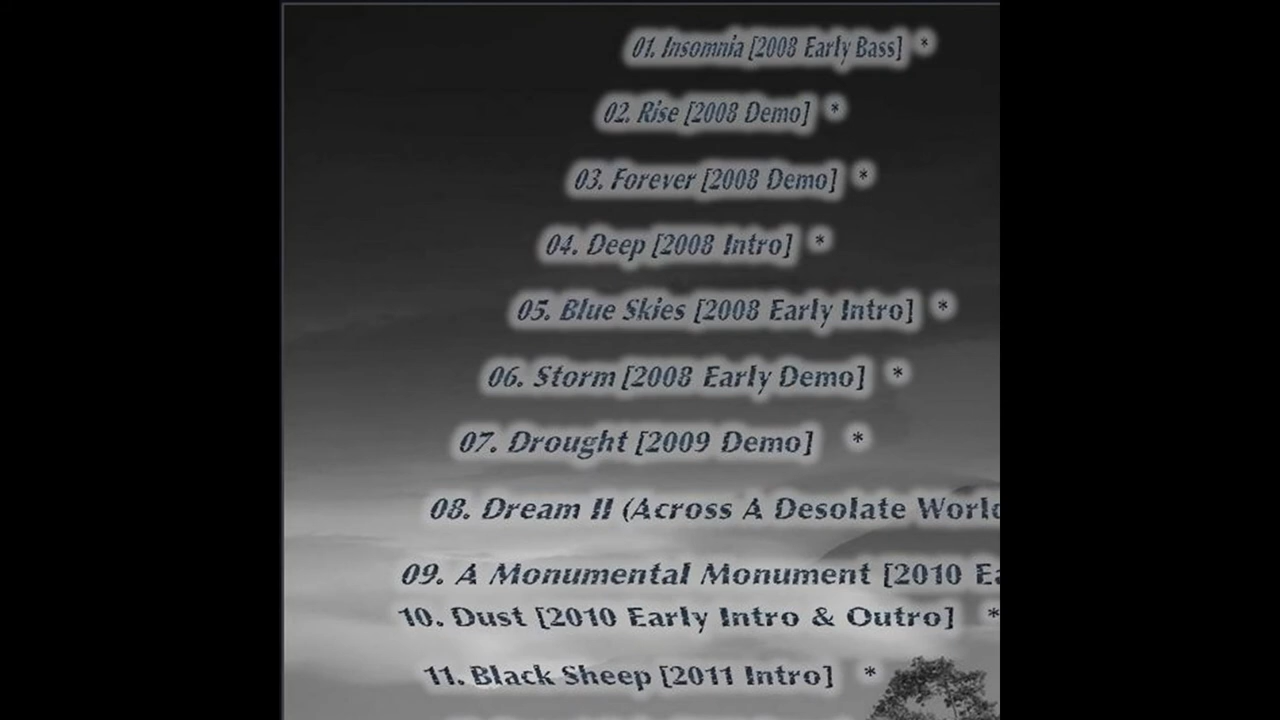 01. Insomnia [2008 Early Bass] *
02. Rise [2008 Demo] *
03. Forever [2008 Demo] *
04. Deep [2008 Intro] *
05. Blue Skies [2008 Early Intro] *
06. Storm [2008 Early Demo] *
07. Drought [2009 Demo] *
08. Dream II (Across A Desolate
09. A Monumental Monument [2010
10. Dust [2010 Early Intro & Outro] *
11. Black Sheep [2011 Intro] *